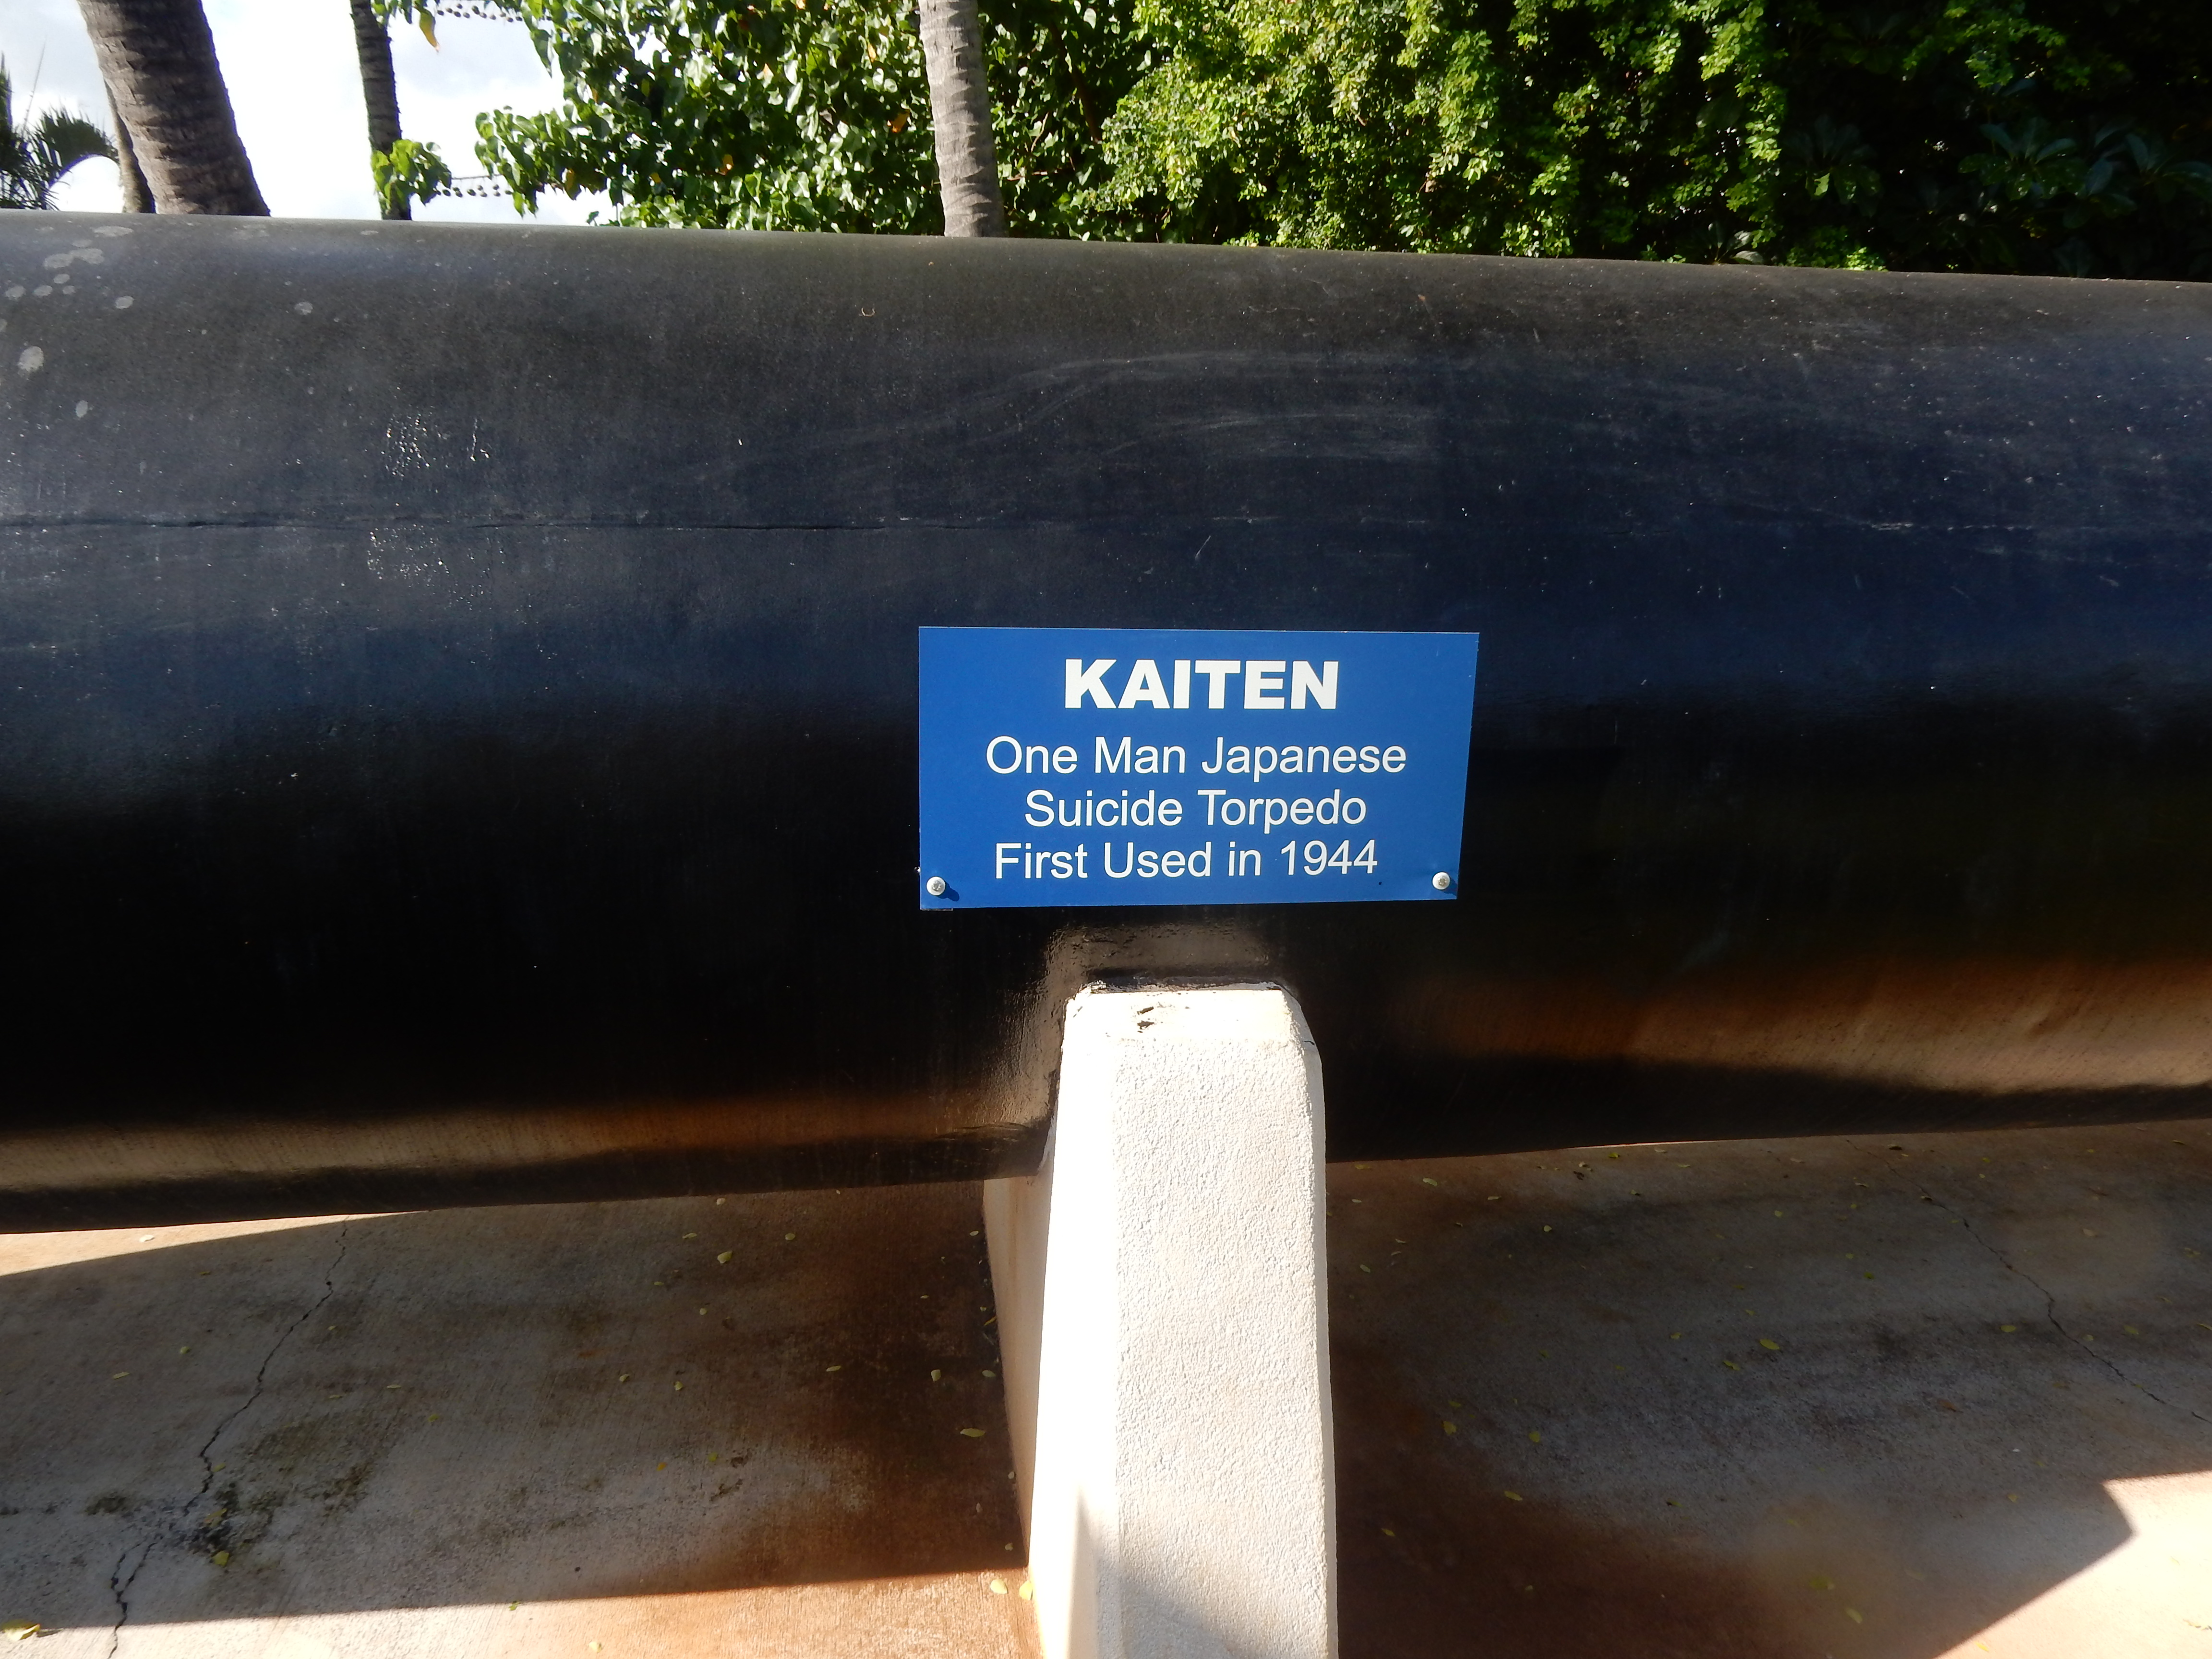 KAITEN
One Man Japanese
Suicide Torpedo
First Used in 1944